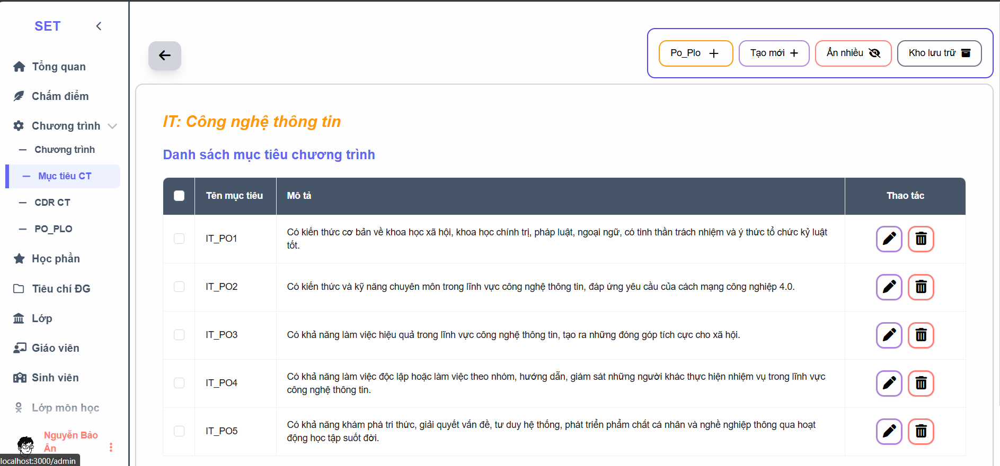 SET
Tổng quan
Chấm điểm
Chương trình
Chương trình
Mục tiêu CT
CDR CT
PO_PLO
Học phần
Tiêu chí ĐG
Lớp
Giáo viên
Sinh viên
Lớp môn học
Nguyễn Bảo
Ân
localhost:3000/admin
Po_Plo
Tạo mới
Ẩn nhiều
Kho lưu trữ
IT: Công nghệ thông tin
Danh sách mục tiêu chương trình
Tên mục tiêu Mô tả Thao tác
IT_PO1 Có kiến thức cơ bản về khoa học xã hội, khoa học chính trị, pháp luật, ngoại ngữ, có tinh thần trách nhiệm và ý thức tổ chức kỷ luật
tốt.
IT_PO2 Có kiến thức và kỹ năng chuyên môn trong lĩnh vực công nghệ thông tin, đáp ứng yêu cầu của cách mạng công nghiệp 4.0.
IT_PO3 Có khả năng làm việc hiệu quả trong lĩnh vực công nghệ thông tin, tạo ra những đóng góp tích cực cho xã hội.
IT_PO4 Có khả năng làm việc độc lập hoặc làm việc theo nhóm, hướng dẫn, giám sát những người khác thực hiện nhiệm vụ trong lĩnh vực
công nghệ thông tin.
IT_PO5 Có khả năng khám phá tri thức, giải quyết vấn đề, tư duy hệ thống, phát triển phẩm chất cá nhân và nghề nghiệp thông qua hoạt
động học tập suốt đời.